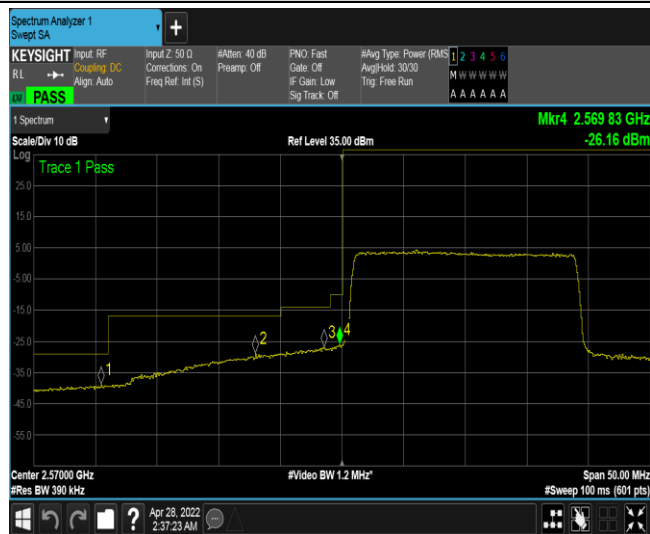 Spectrum Analyzer 1
Swept SA
+
KEYSIGHT
RL
LXI PASS
Input: RF
Coupling: DC
Align: Auto
Input Z: 50 Ω
Corrections: On
Freq Ref: Int (S)
#Atten: 40 dB
Preamp: Off
PNO: Fast
Gate: Off
IF Gain: Low
Sig Track: Off
#Avg Type: Power (RMS
Avg|Hold: 30/30
Trig: Free Run
1 2 3 4 5 6
M W W W W W
A A A A A A
1 Spectrum
Scale/Div 10 dB
Ref Level 35.00 dBm
Mkr4 2.569 83 GHz
-26.16 dBm
Log
Trace 1 Pass
25.0
15.0
5.00
-5.00
-15.0
-25.0
-35.0
-45.0
-55.0
1
2
3
4
Center 2.57000 GHz
#Res BW 390 kHz
#Video BW 1.2 MHz*
Span 50.00 MHz
#Sweep 100 ms (601 pts)
?
Apr 28, 2022
2:37:23 AM